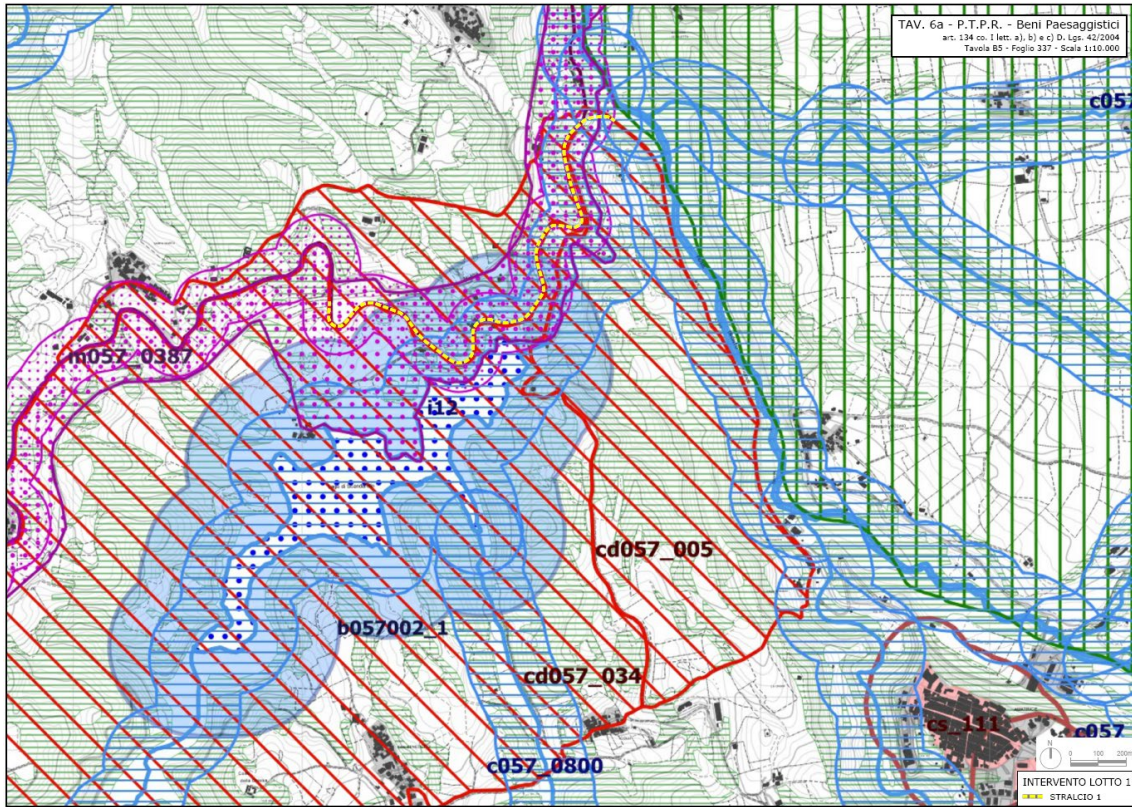 TAV. 6a - P.T.P.R. - Beni Paesaggistici
art. 134 co. I lett. a), b) e c) D. Lgs. 42/2004
Tavola B5 - Foglio 337 - Scala 1:10.000
c057
m057_0387
i12
cd057_005
b057002_1
cd057_034
cs_111
c057
c057_0800
N
0 100 200m
INTERVENTO LOTTO 1
STRALCIO 1